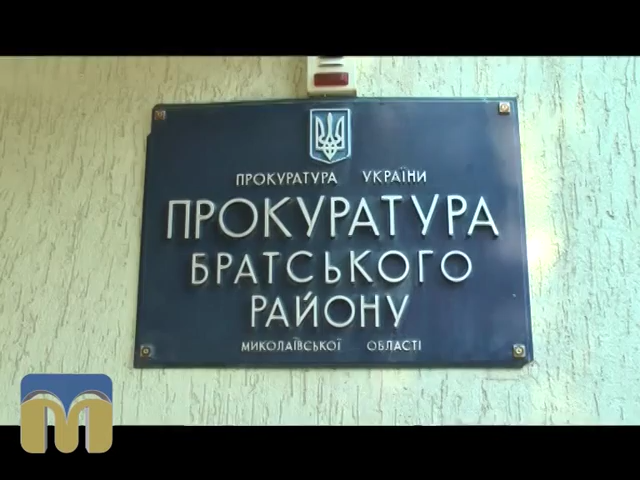 ПРОКУРАТУРА УКРАЇНИ
ПРОКУРАТУРА
БРАТСЬКОГО
РАЙОНУ
МИКОЛАЇВСЬКОЇ ОБЛАСТІ
М